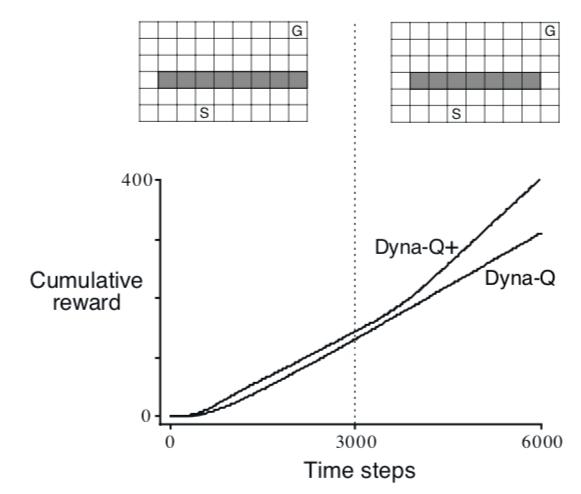 G
S
G
S
400
Dyna-Q+
Dyna-Q
Cumulative
reward
0
0
3000
6000
Time steps